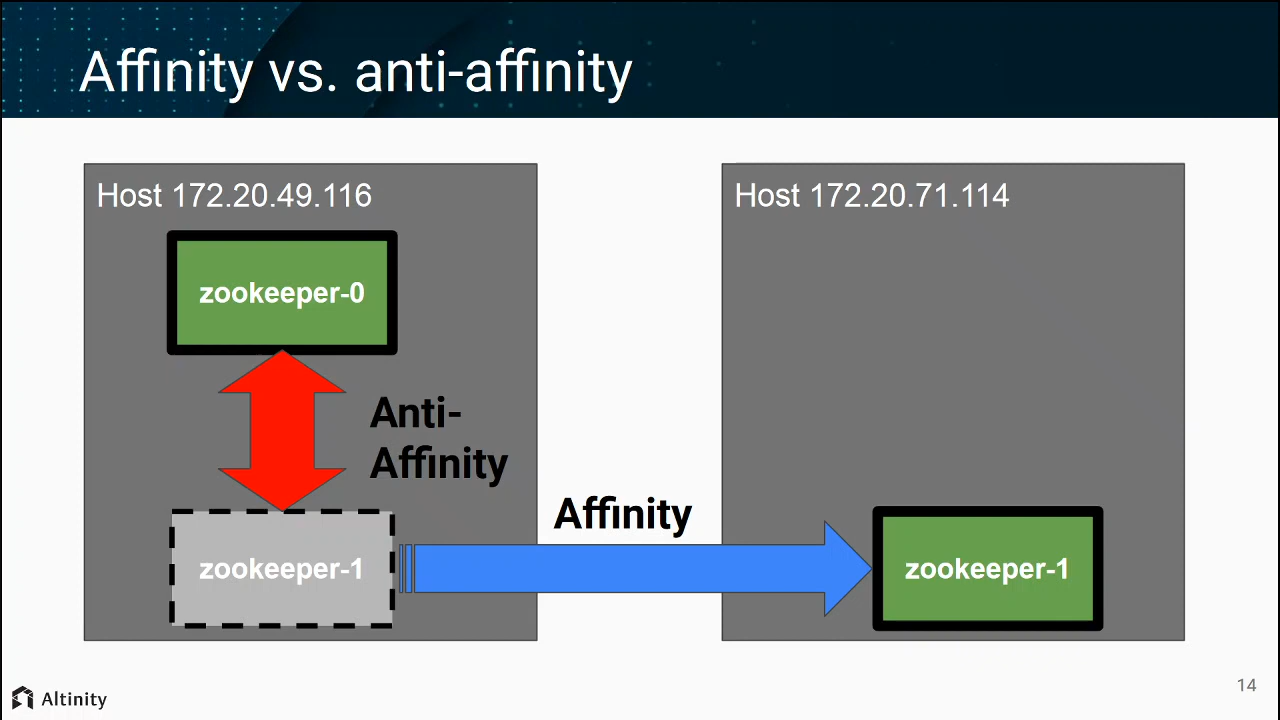 Affinity vs. anti-affinity
Host 172.20.49.116
Host 172.20.71.114
zookeeper-0
Anti-
Affinity
Affinity
zookeeper-1
zookeeper-1
Altinity
14